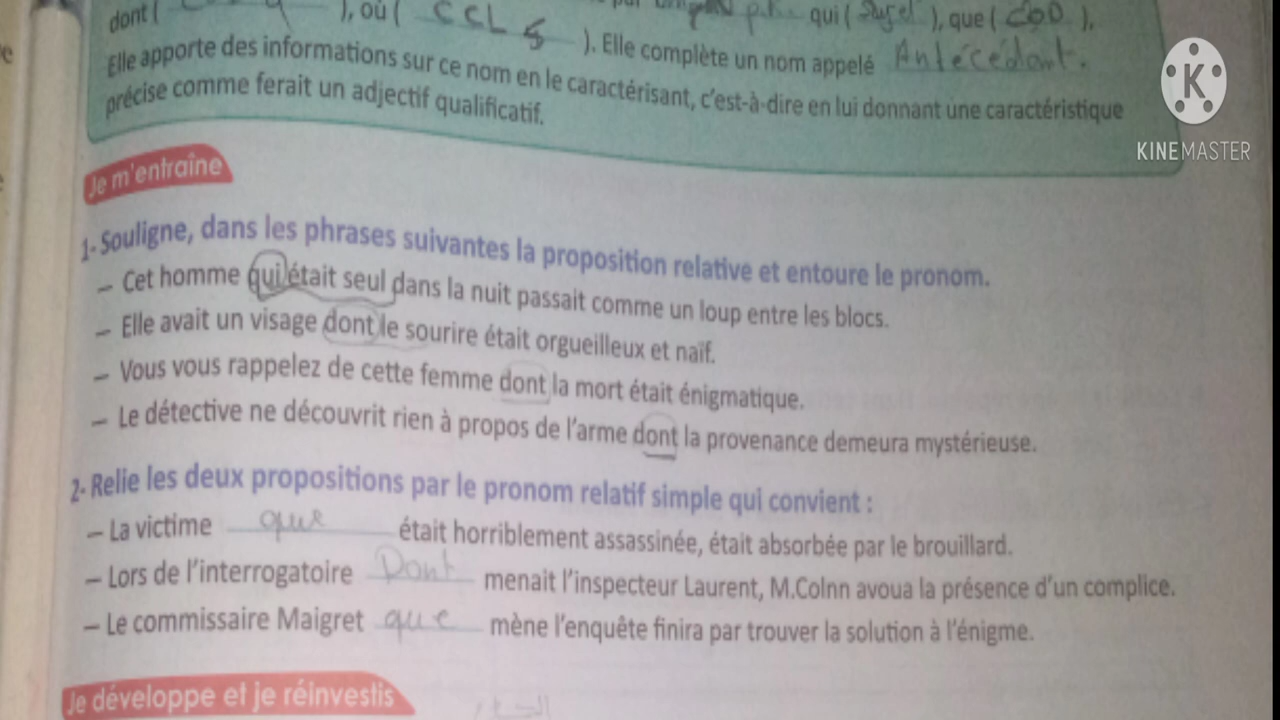 dont ( ), où ( CCL ). qui ( Sujet ), que ( COD ),
Elle complète un nom appelé Antécédant.
Elle apporte des informations sur ce nom en le caractérisant, c'est-à-dire en lui donnant une caractéristique
précise comme ferait un adjectif qualificatif.
K
KINEMASTER
Je m'entraîne
1- Souligne, dans les phrases suivantes la proposition relative et entoure le pronom.
– Cet homme qui était seul dans la nuit passait comme un loup entre les blocs.
– Elle avait un visage dont le sourire était orgueilleux et naïf.
– Vous vous rappelez de cette femme dont la mort était énigmatique.
– Le détective ne découvrit rien à propos de l'arme dont la provenance demeura mystérieuse.
2- Relie les deux propositions par le pronom relatif simple qui convient :
– La victime que était horriblement assassinée, était absorbée par le brouillard.
– Lors de l'interrogatoire Dont menait l'inspecteur Laurent, M.Colnn avoua la présence d'un complice.
– Le commissaire Maigret que mène l'enquête finira par trouver la solution à l'énigme.
Je développe et je réinvestis